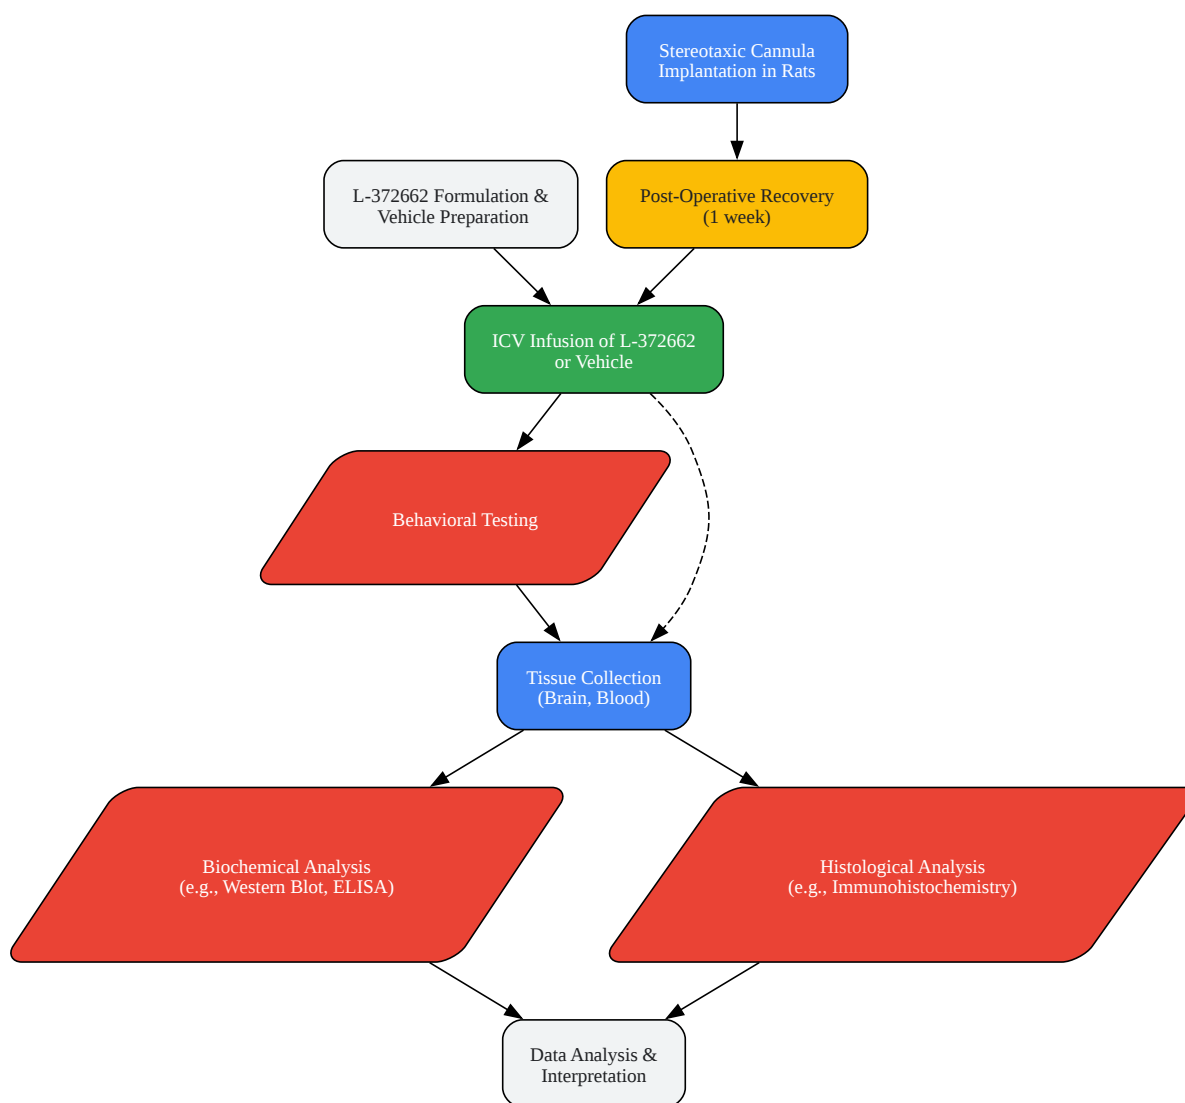 Stereotaxic Cannula
Implantation in Rats
L-372662 Formulation &
Vehicle Preparation
Post-Operative Recovery
(1 week)
ICV Infusion of L-372662
or Vehicle
Behavioral Testing
Tissue Collection
(Brain, Blood)
Biochemical Analysis
(e.g., Western Blot, ELISA)
Histological Analysis
(e.g., Immunohistochemistry)
Data Analysis &
Interpretation